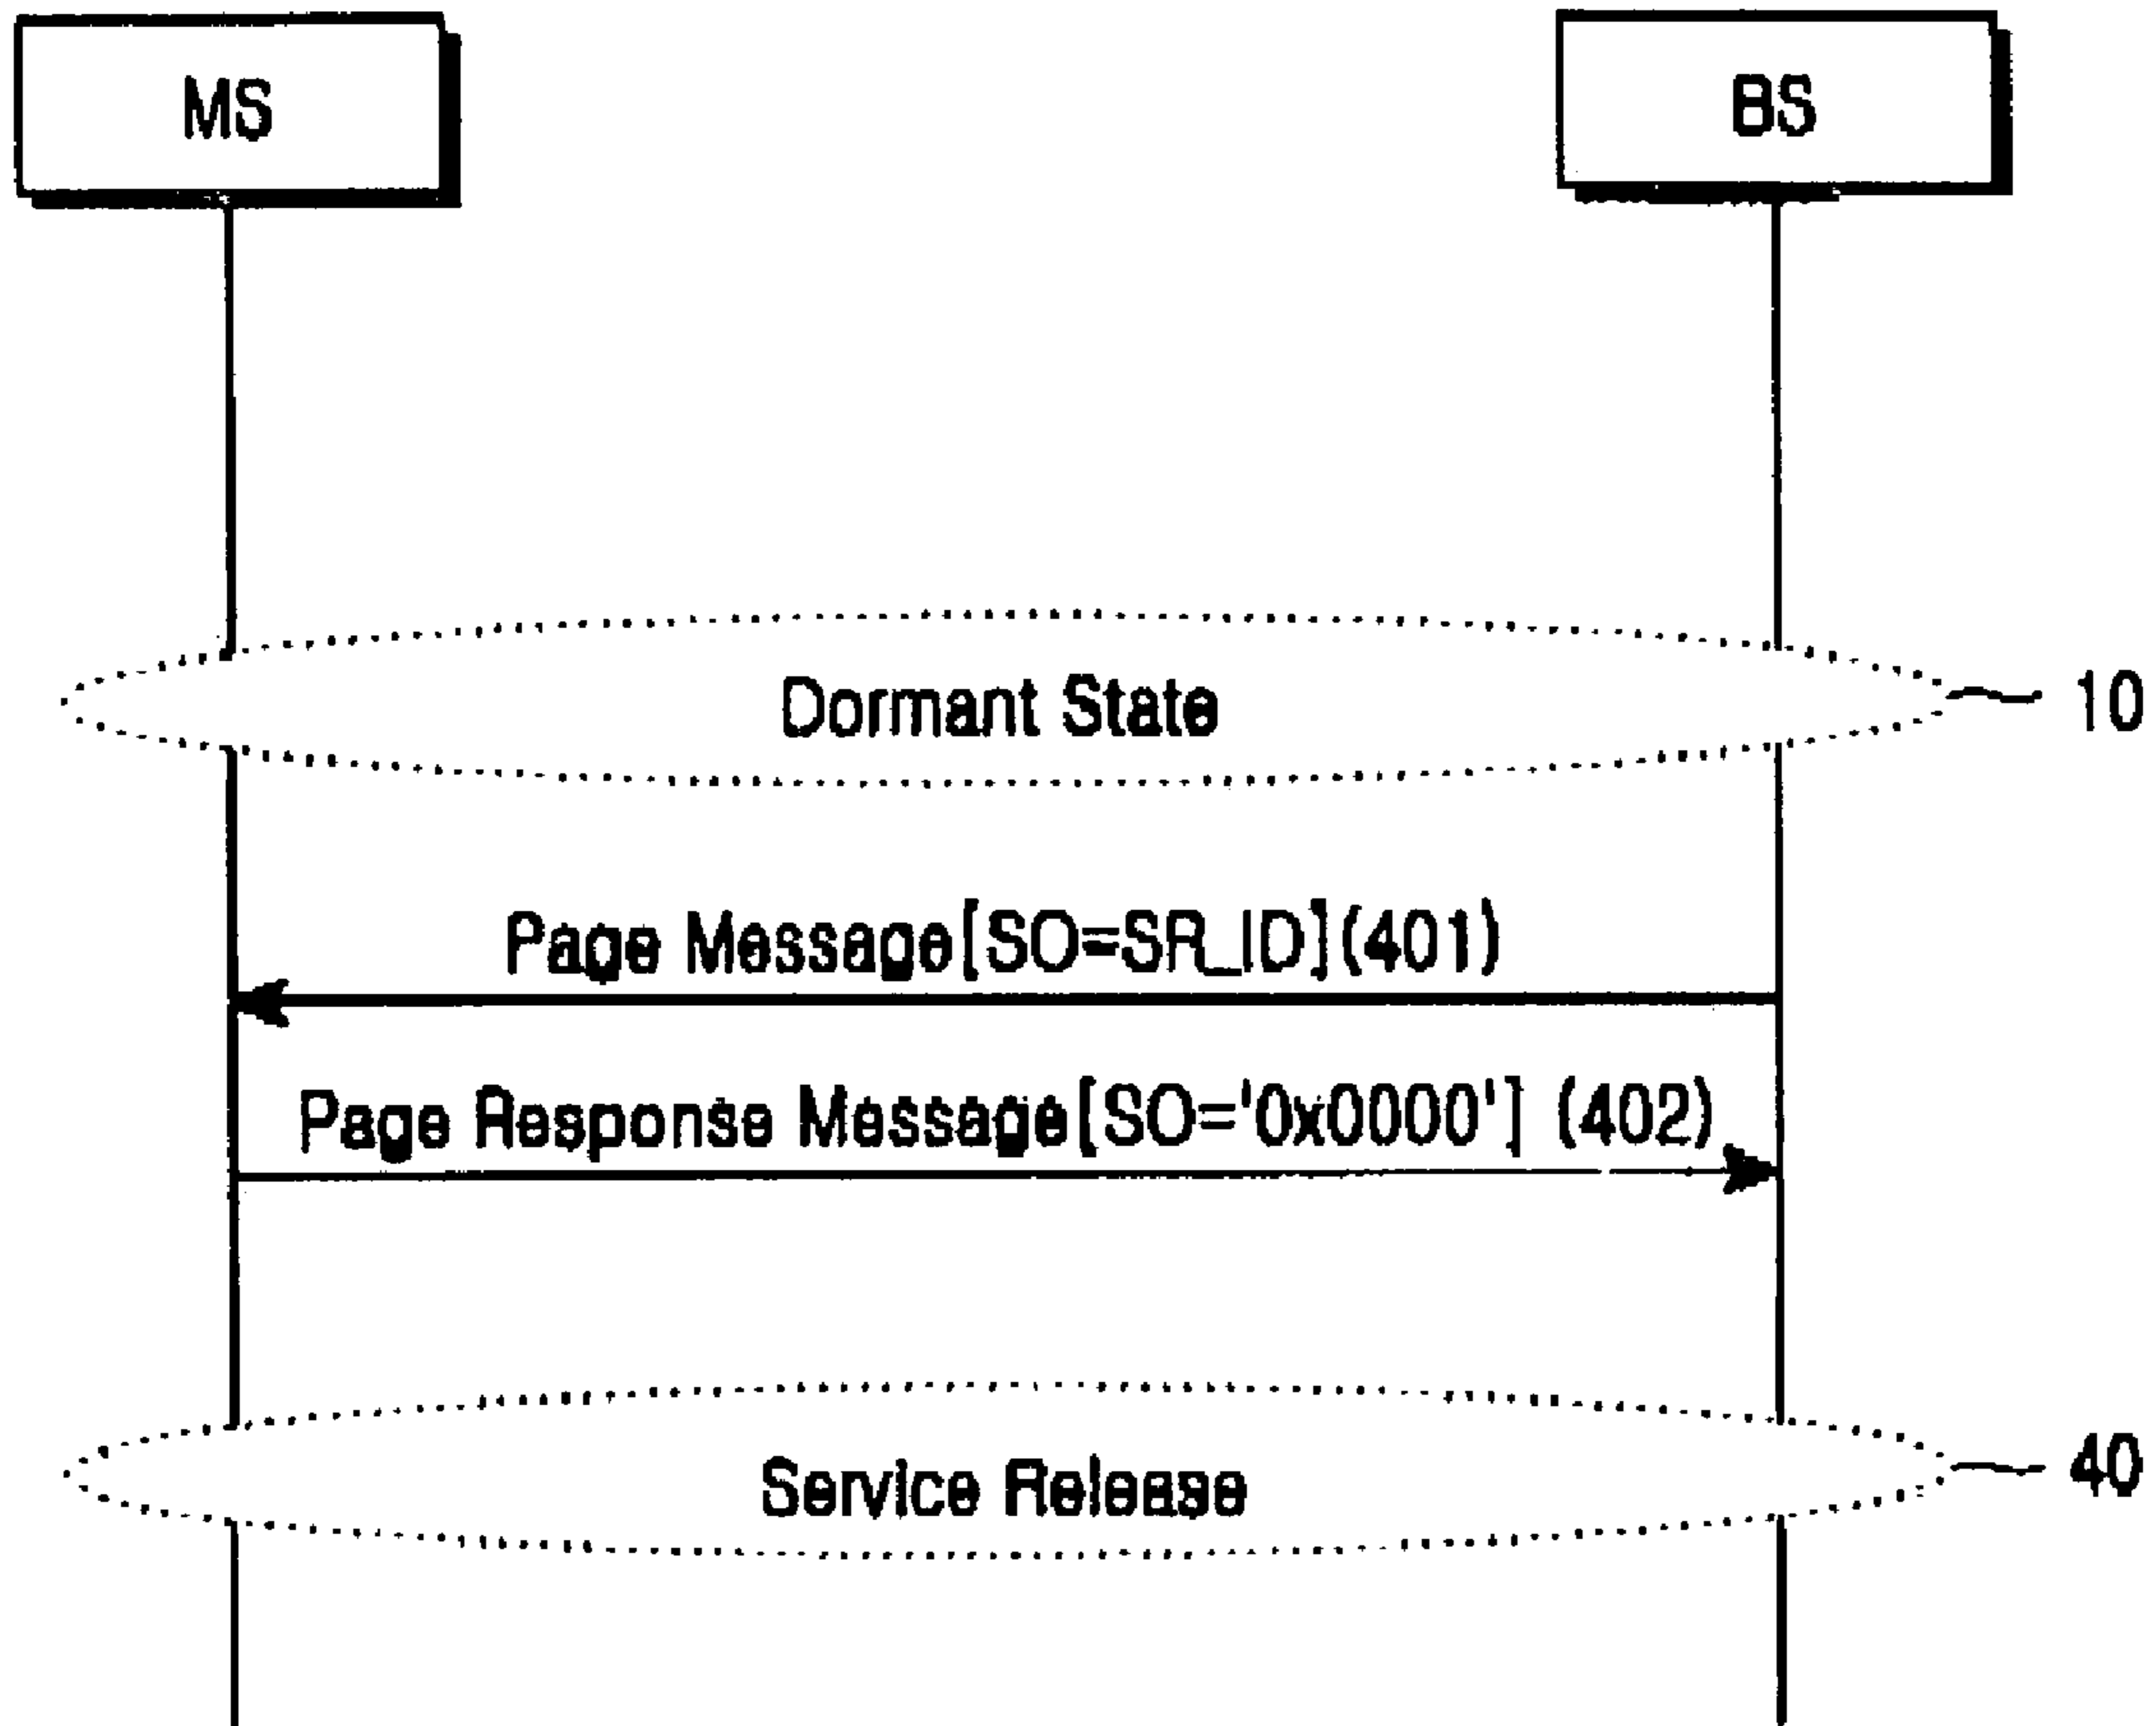 MS
BS
Dormant State
10
Page Message[SO=SR_ID](401)
Page Response Message[SO='0x0000'] (402)
Service Release
40